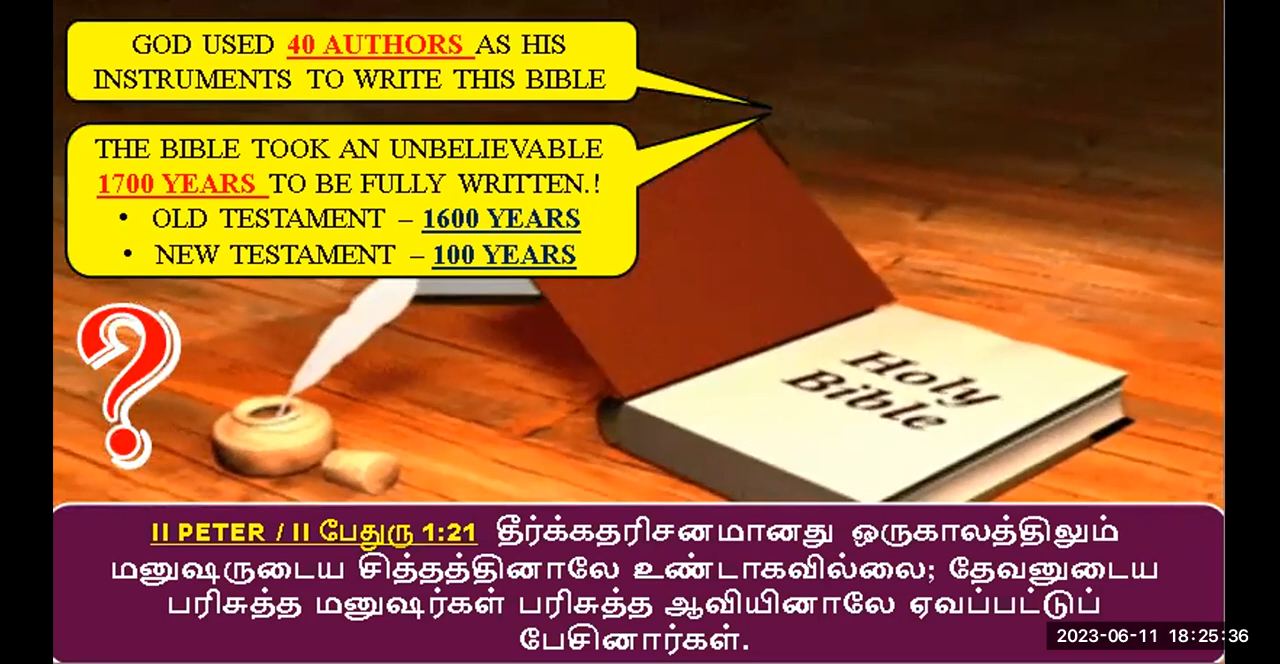 GOD USED 40 AUTHORS AS HIS
INSTRUMENTS TO WRITE THIS BIBLE
THE BIBLE TOOK AN UNBELIEVABLE
1700 YEARS TO BE FULLY WRITTEN.!
• OLD TESTAMENT – 1600 YEARS
• NEW TESTAMENT – 100 YEARS
?
Holy
Bible
II PETER / II பேதுரு 1:21 தீர்க்கதரிசனமானது ஒருகாலத்திலும்
மனுஷருடைய சித்தத்தினாலே உண்டாகவில்லை; தேவனுடைய
பரிசுத்த மனுஷர்கள் பரிசுத்த ஆவியினாலே ஏவப்பட்டுப்
பேசினார்கள்.
2023-06-11 18:25:36